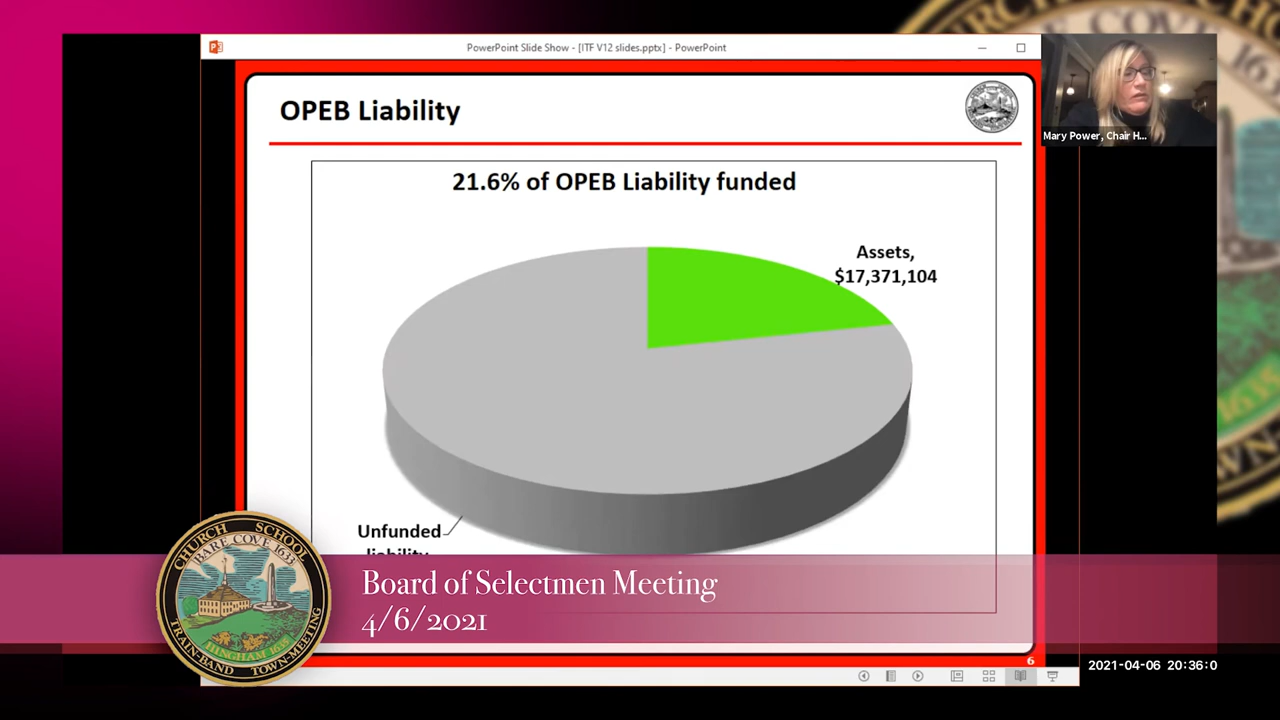 PowerPoint Slide Show - [ITF V12 slides.pptx] - PowerPoint
OPEB Liability
Mary Power, Chair H...
21.6% of OPEB Liability funded
Assets,
$17,371,104
Unfunded
liability
CHURCH SCHOOL
BARE COVE 1633
HINGHAM 1635
TRAIN-BAND TOWN-MEETING
Board of Selectmen Meeting
4/6/2021
6
2021-04-06 20:36:0